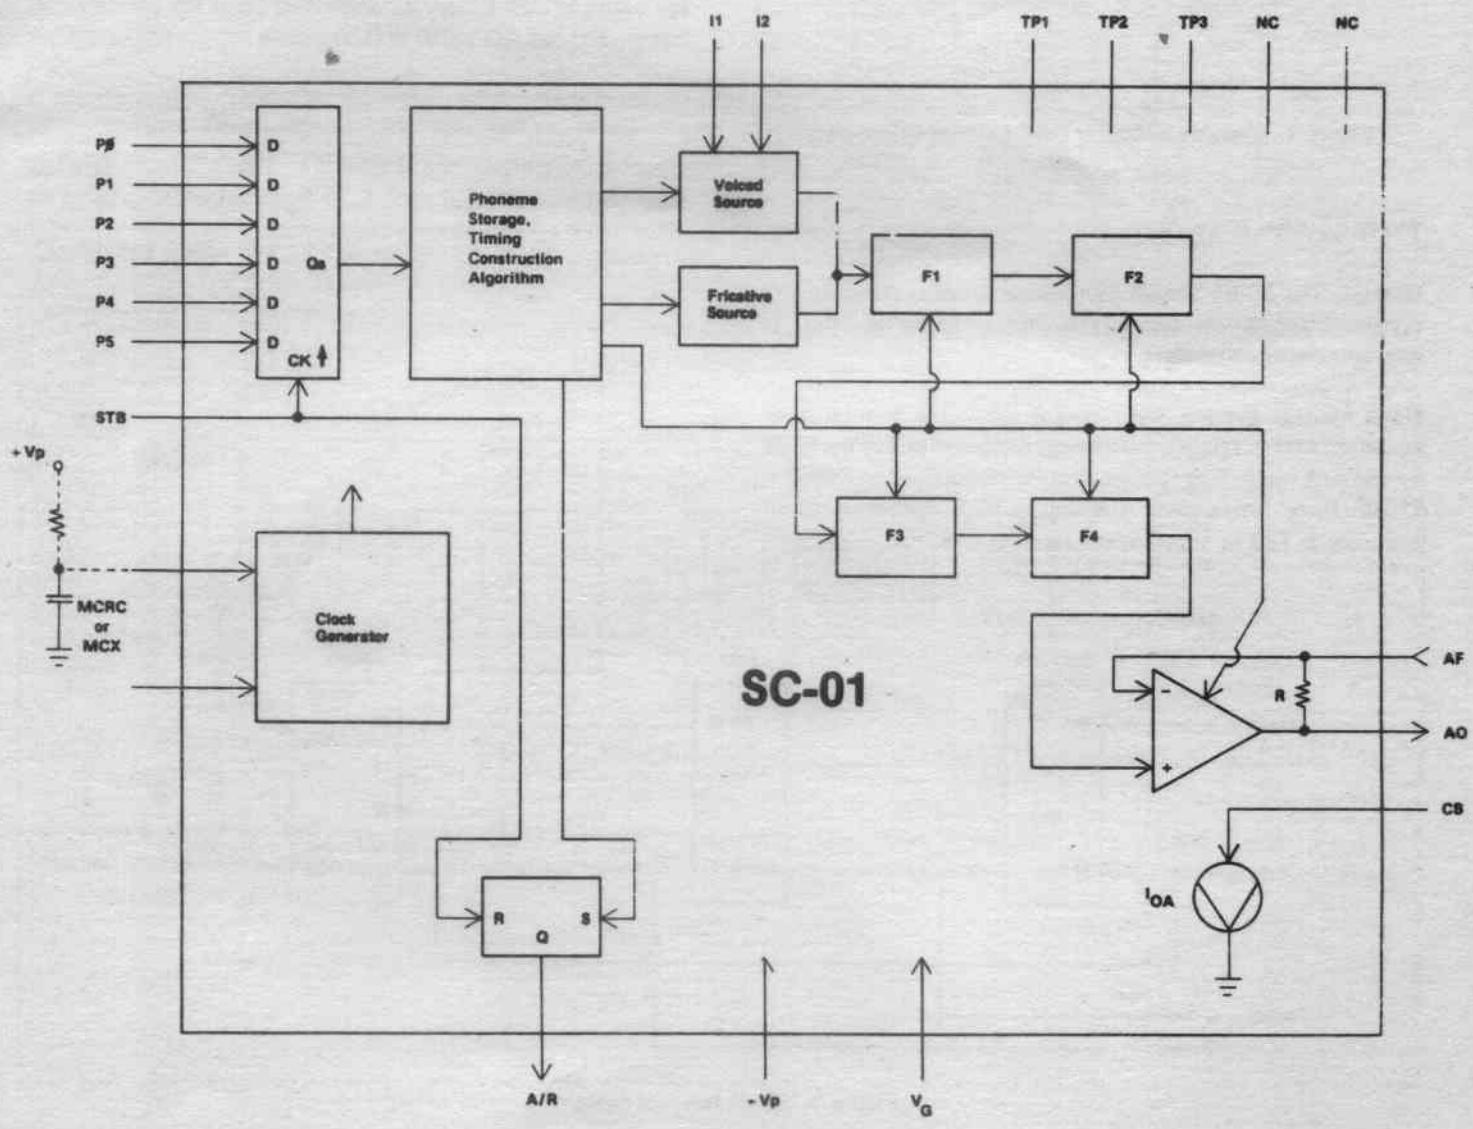 I1 I2 TP1 TP2 TP3 NC NC
PØ D
P1 D
P2 D
P3 D Qs
P4 D
P5 D
CK
STB
Phoneme
Storage,
Timing
Construction
Algorithm
Voiced
Source
Fricative
Source
F1
F2
F3
F4
+ Vp
MCRC
or
MCX
Clock
Generator
SC-01
R
-
+
AF
AO
CB
IOA
R S
Q
A/R
- Vp
VG